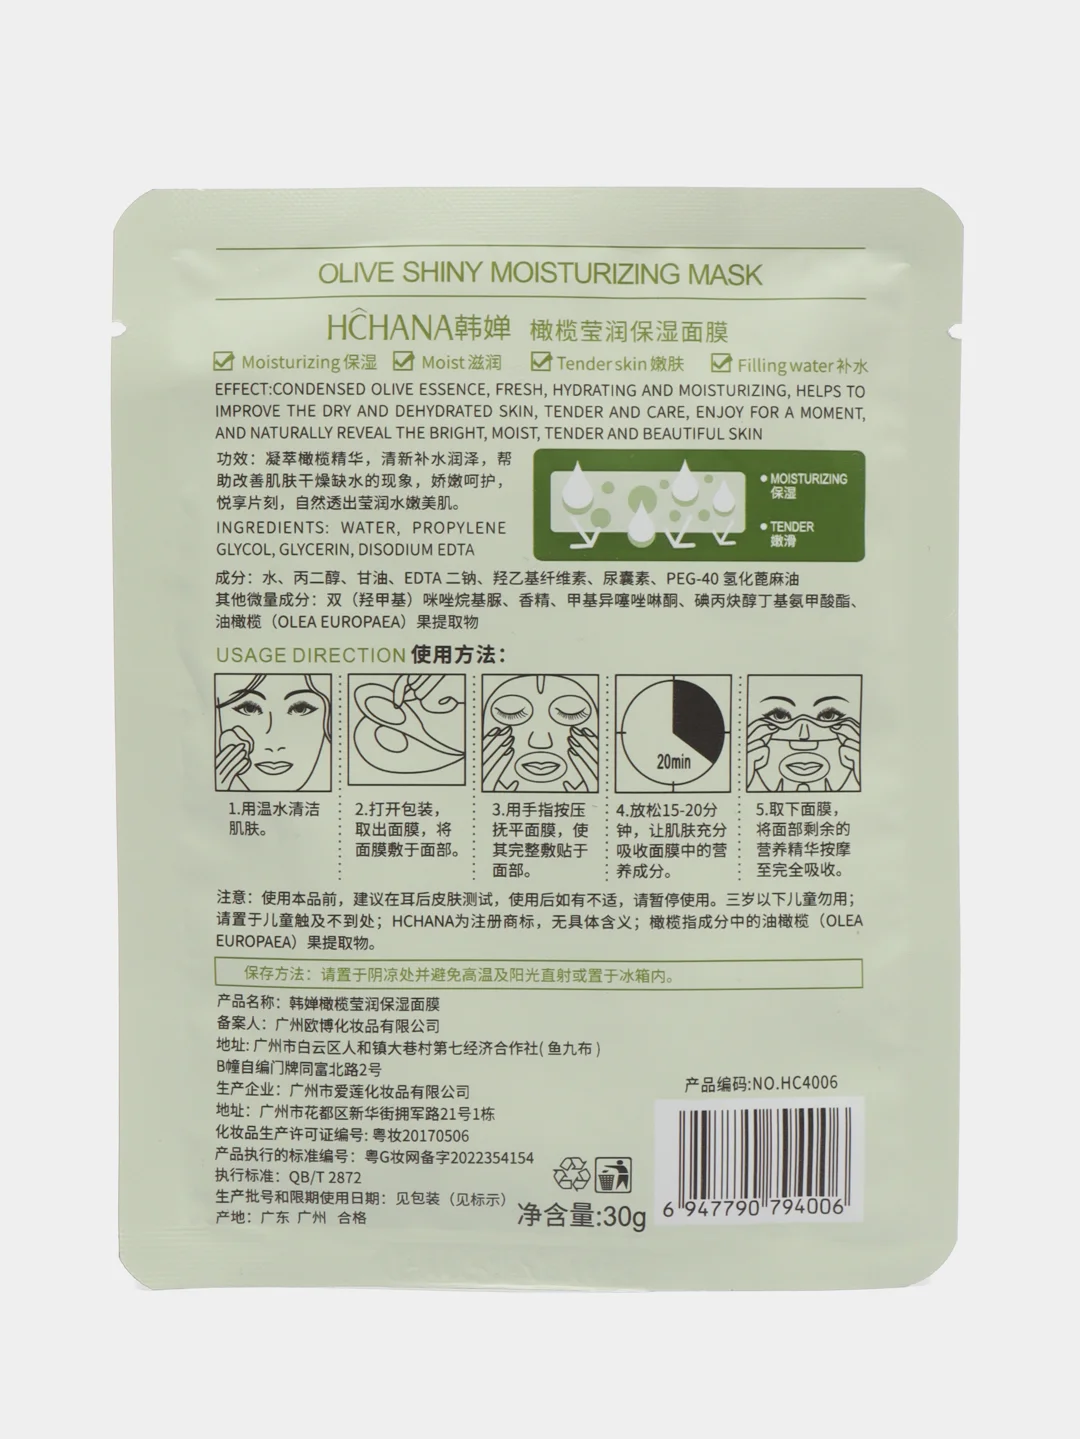 OLIVE SHINY MOISTURIZING MASK
HCHANA韩婵 橄榄莹润保湿面膜
Moisturizing保湿 Moist滋润 Tender skin嫩肤 Filling water补水
EFFECT:CONDENSED OLIVE ESSENCE, FRESH, HYDRATING AND MOISTURIZING, HELPS TO
IMPROVE THE DRY AND DEHYDRATED SKIN, TENDER AND CARE, ENJOY FOR A MOMENT,
AND NATURALLY REVEAL THE BRIGHT, MOIST, TENDER AND BEAUTIFUL SKIN
功效：凝萃橄榄精华，清新补水润泽，帮
助改善肌肤干燥缺水的现象，娇嫩呵护，
悦享片刻，自然透出莹润水嫩美肌。
MOISTURIZING
保湿
TENDER
嫩滑
INGREDIENTS: WATER, PROPYLENE
GLYCOL, GLYCERIN, DISODIUM EDTA
成分：水、丙二醇、甘油、EDTA 二钠、羟乙基纤维素、尿囊素、PEG-40 氢化蓖麻油
其他微量成分：双（羟甲基）咪唑烷基脲、香精、甲基异噻唑啉酮、碘丙炔醇丁基氨甲酸酯、
油橄榄（OLEA EUROPAEA）果提取物
USAGE DIRECTION 使用方法：
20min
1.用温水清洁
肌肤。
2.打开包装，
取出面膜，将
面膜敷于面部。
3.用手指按压
抚平面膜，使
其完整敷贴于
面部。
4.放松15-20分
钟，让肌肤充分
吸收面膜中的营
养成分。
5.取下面膜，
将面部剩余的
营养精华按摩
至完全吸收。
注意：使用本品前，建议在耳后皮肤测试，使用后如有不适，请暂停使用。三岁以下儿童勿用；
请置于儿童触及不到处；HCHANA为注册商标，无具体含义；橄榄指成分中的油橄榄（OLEA
EUROPAEA）果提取物。
保存方法：请置于阴凉处并避免高温及阳光直射或置于冰箱内。
产品名称：韩婵橄榄莹润保湿面膜
备案人：广州欧博化妆品有限公司
地址: 广州市白云区人和镇大巷村第七经济合作社( 鱼九布 )
B幢自编门牌同富北路2号
生产企业：广州市爱莲化妆品有限公司
地址：广州市花都区新华街拥军路21号1栋
化妆品生产许可证编号: 粤妆20170506
产品执行的标准编号：粤G妆网备字2022354154
执行标准：QB/T 2872
生产批号和限期使用日期：见包装（见标示）
产地：广东 广州 合格
净含量:30g
产品编码:NO.HC4006
6 947790 794006